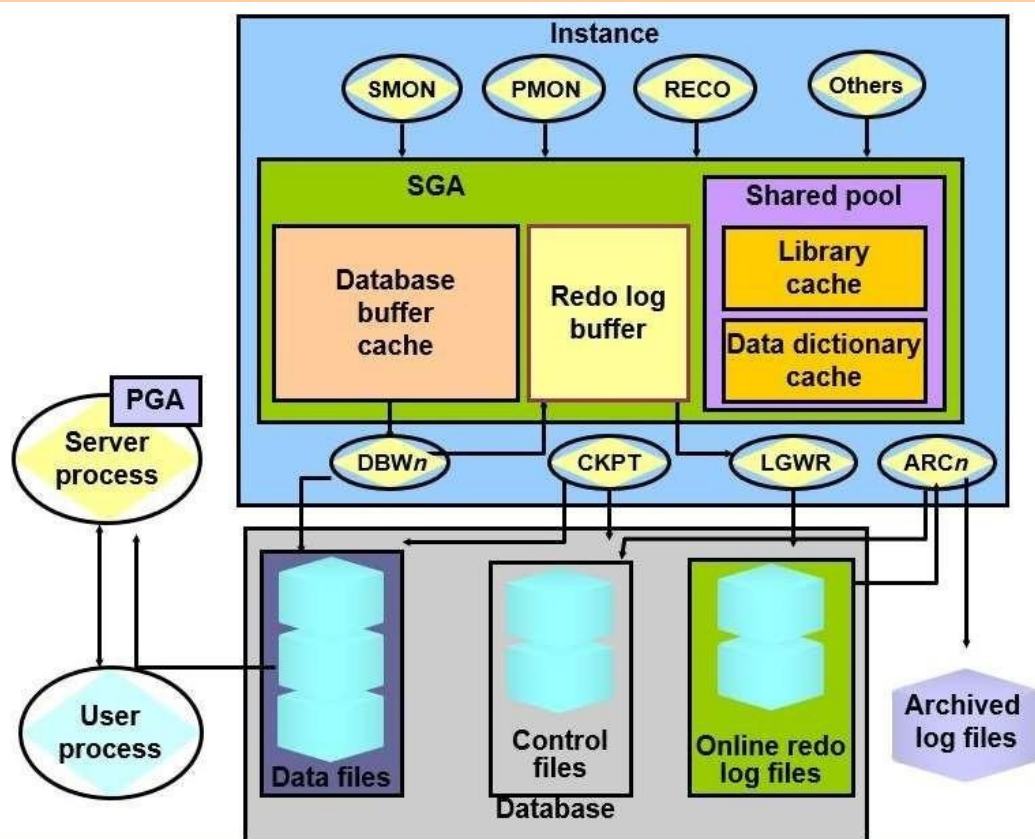 Instance
SMON
PMON
RECO
Others
SGA
Shared pool
Database
buffer
cache
Redo log
buffer
Library
cache
Data dictionary
cache
PGA
Server
process
DBWn
CKPT
LGWR
ARCn
User
process
Data files
Control
files
Online redo
log files
Archived
log files
Database